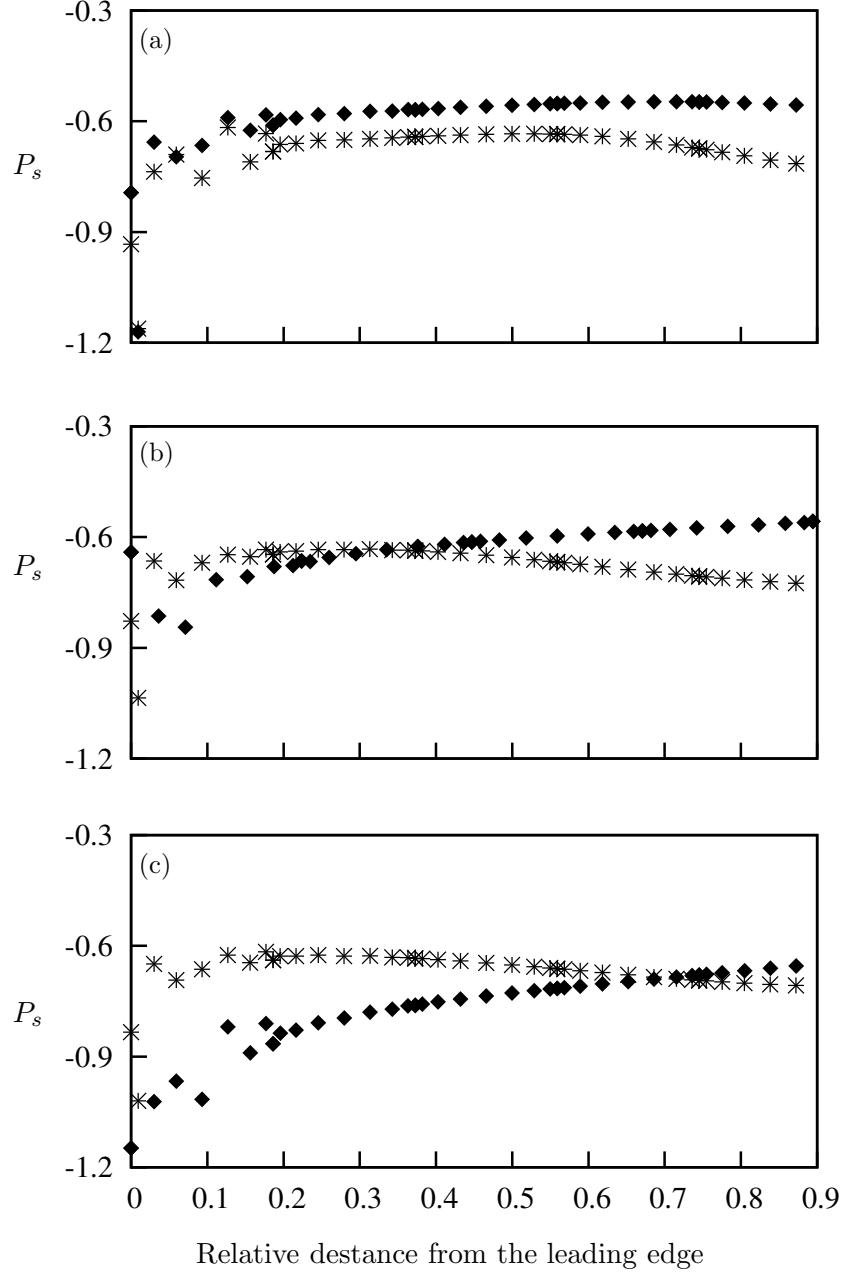 -0.3
(a)
-0.6
P_s
-0.9
-1.2
-0.3
(b)
-0.6
P_s
-0.9
-1.2
-0.3
(c)
-0.6
P_s
-0.9
-1.2
0 0.1 0.2 0.3 0.4 0.5 0.6 0.7 0.8 0.9
Relative destance from the leading edge